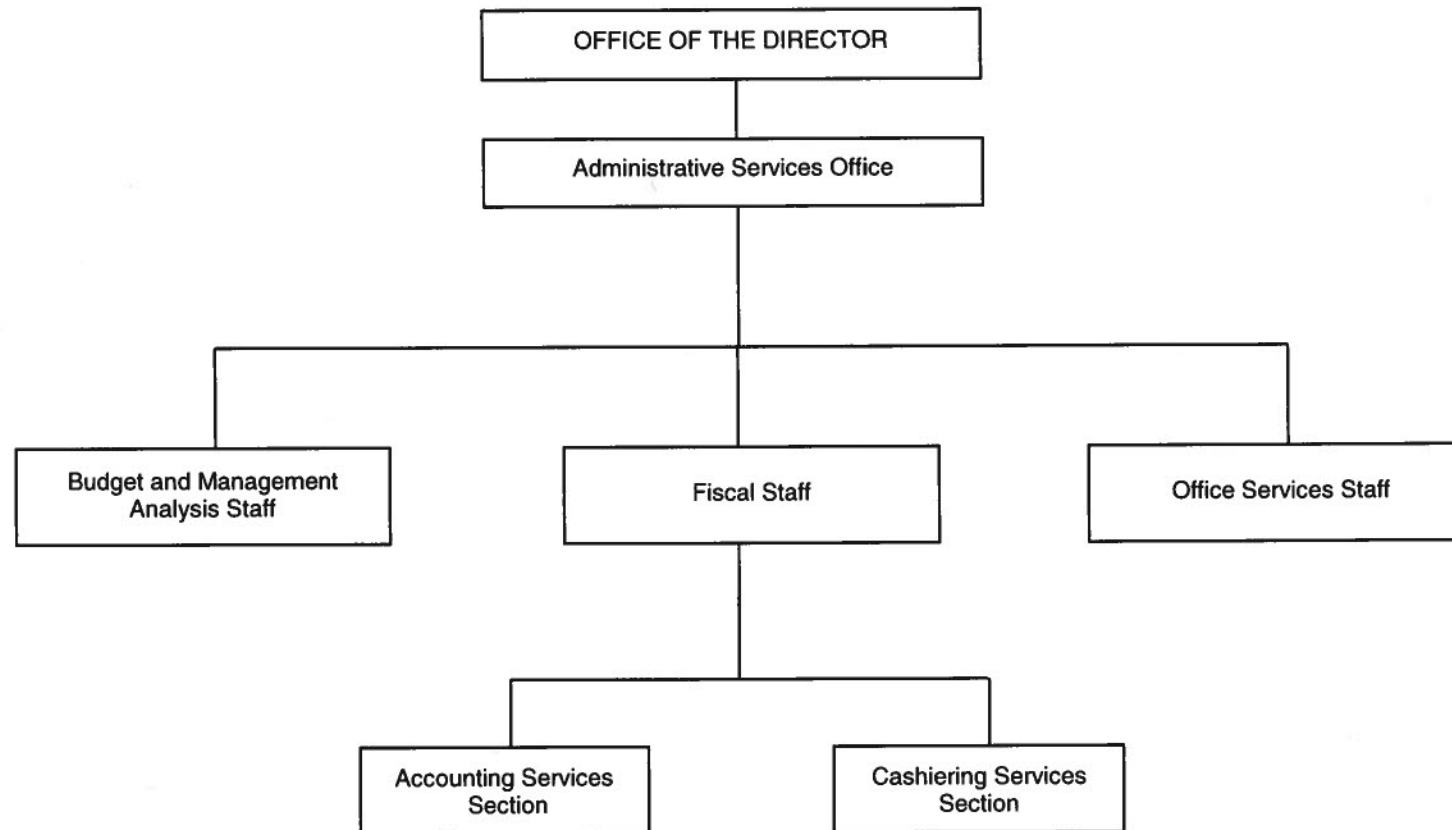 OFFICE OF THE DIRECTOR
Administrative Services Office
Budget and Management
Analysis Staff
Fiscal Staff
Office Services Staff
Accounting Services
Section
Cashiering Services
Section